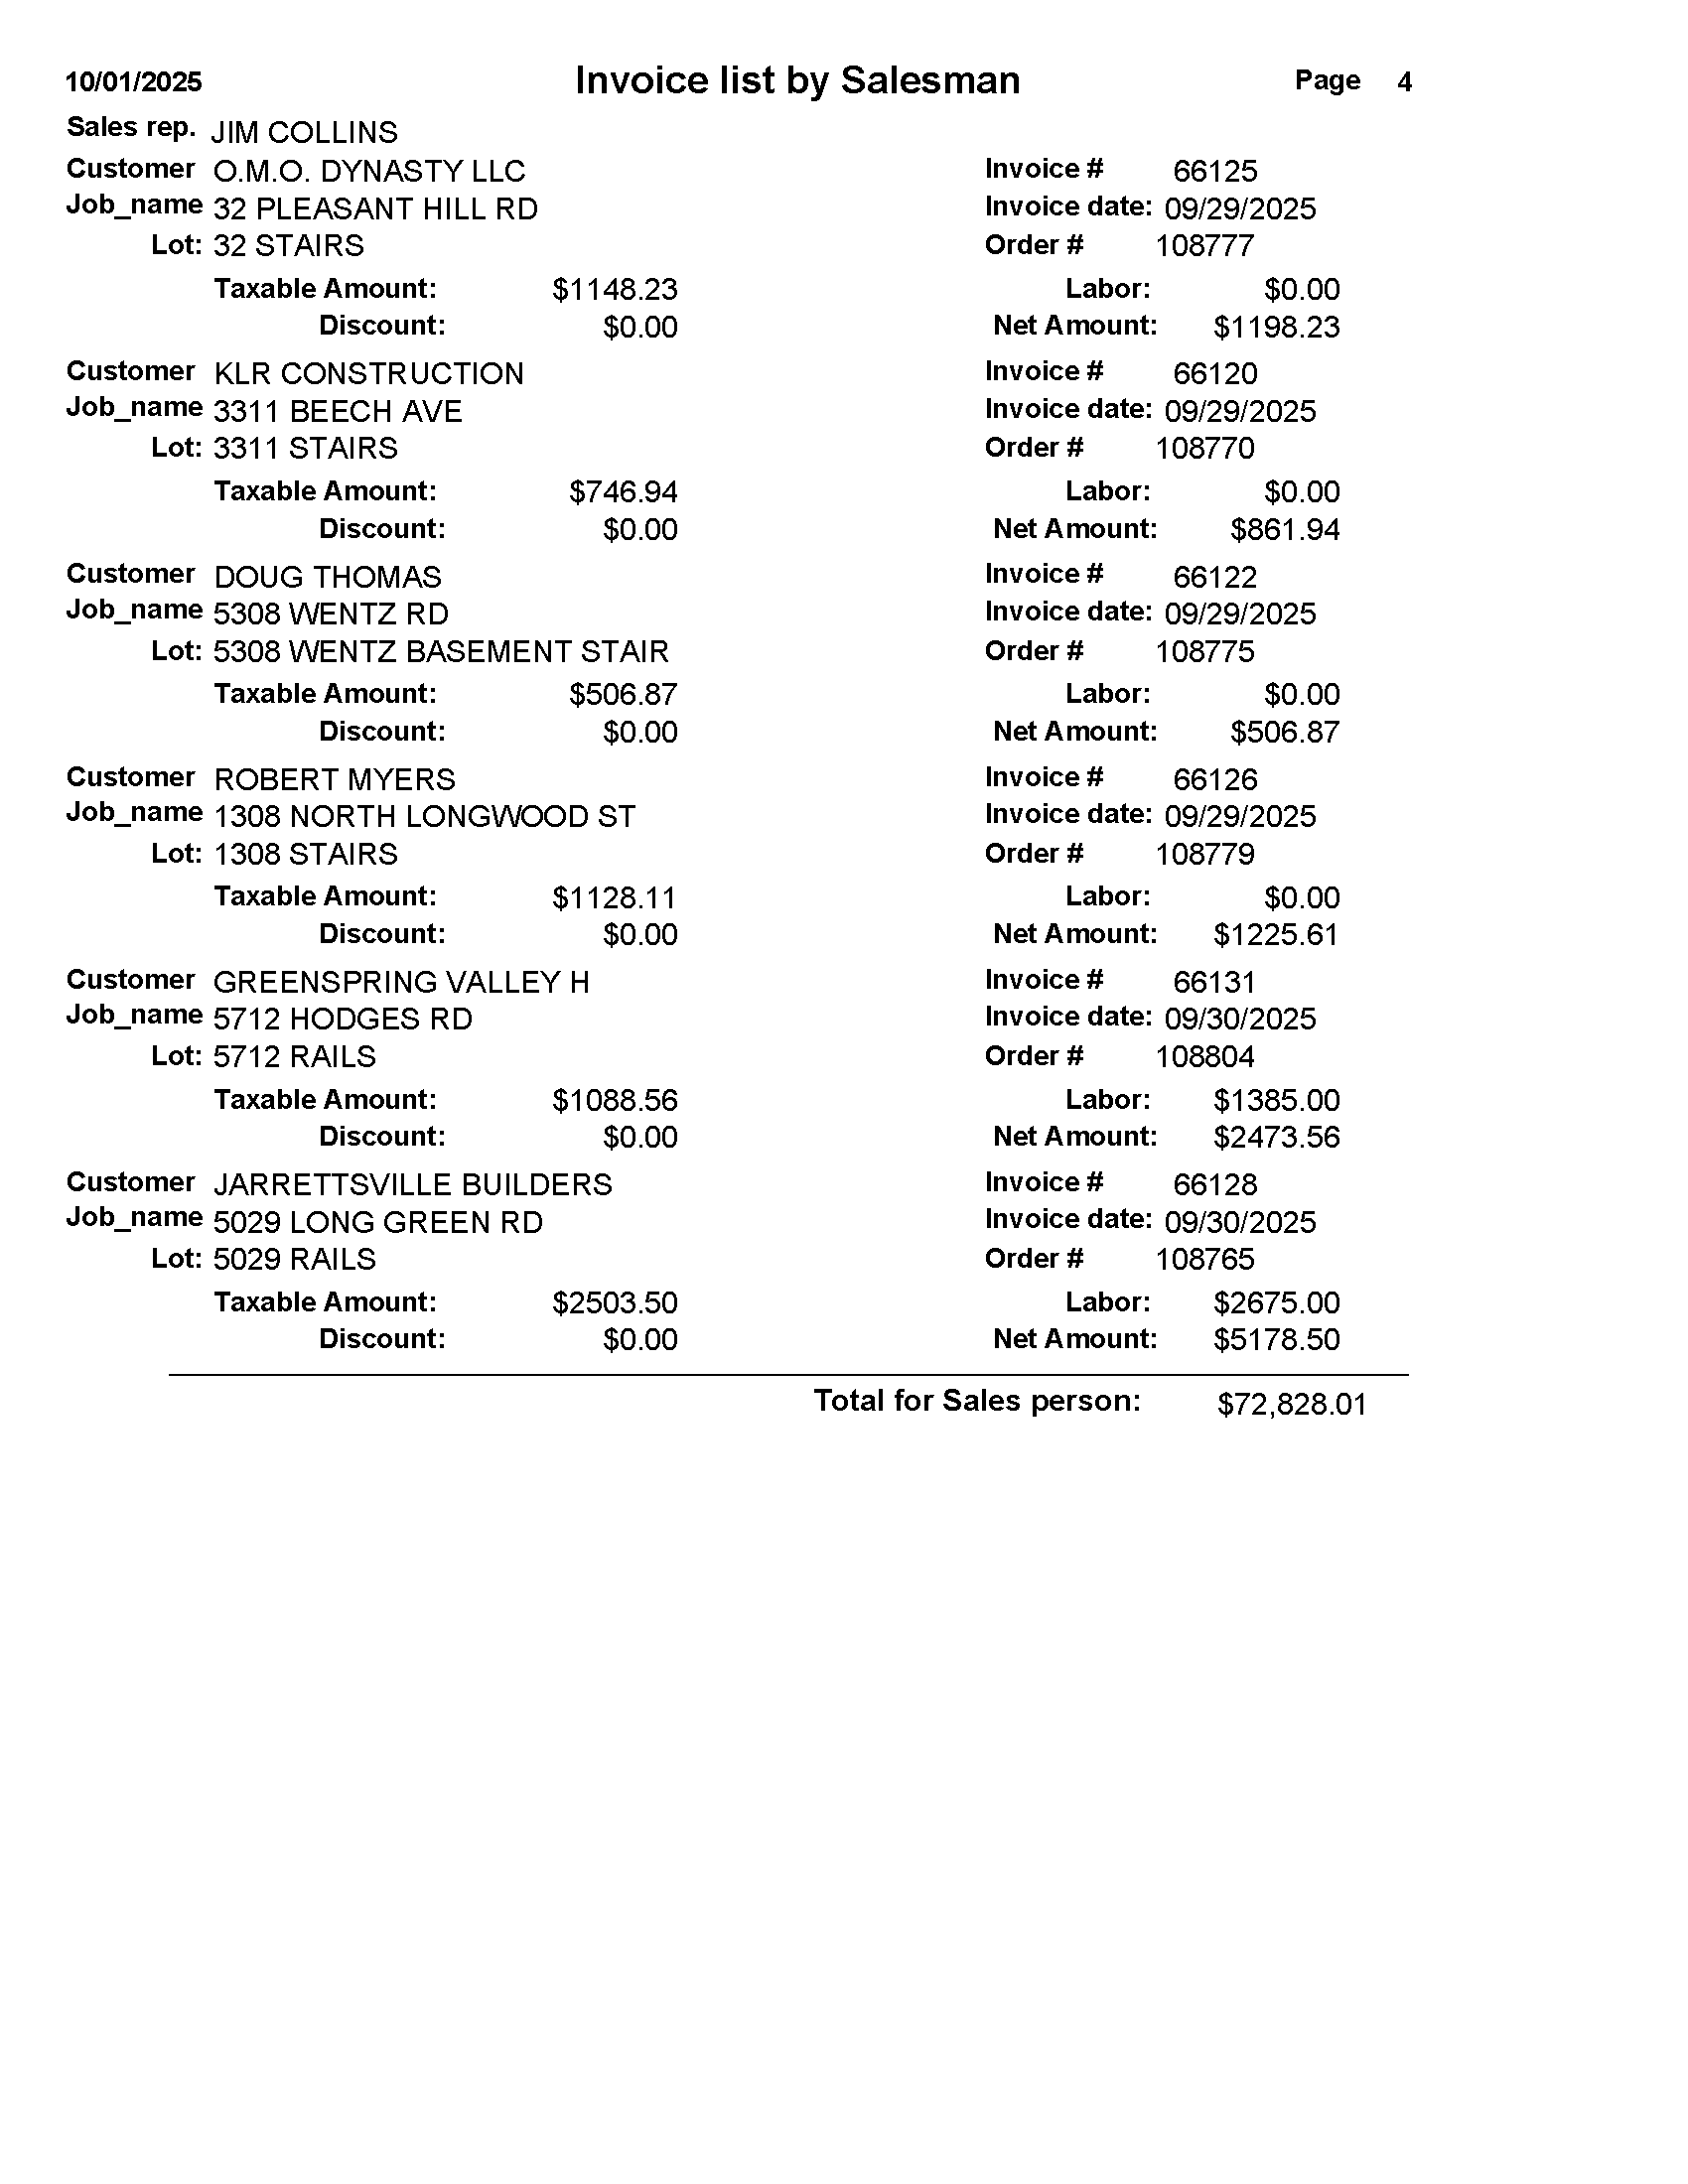 10/01/2025 Invoice list by Salesman Page 4
Sales rep. JIM COLLINS
Customer O.M.O. DYNASTY LLC Invoice # 66125
Job_name 32 PLEASANT HILL RD Invoice date: 09/29/2025
Lot: 32 STAIRS Order # 108777
Taxable Amount: $1148.23 Labor: $0.00
Discount: $0.00 Net Amount: $1198.23
Customer KLR CONSTRUCTION Invoice # 66120
Job_name 3311 BEECH AVE Invoice date: 09/29/2025
Lot: 3311 STAIRS Order # 108770
Taxable Amount: $746.94 Labor: $0.00
Discount: $0.00 Net Amount: $861.94
Customer DOUG THOMAS Invoice # 66122
Job_name 5308 WENTZ RD Invoice date: 09/29/2025
Lot: 5308 WENTZ BASEMENT STAIR Order # 108775
Taxable Amount: $506.87 Labor: $0.00
Discount: $0.00 Net Amount: $506.87
Customer ROBERT MYERS Invoice # 66126
Job_name 1308 NORTH LONGWOOD ST Invoice date: 09/29/2025
Lot: 1308 STAIRS Order # 108779
Taxable Amount: $1128.11 Labor: $0.00
Discount: $0.00 Net Amount: $1225.61
Customer GREENSPRING VALLEY H Invoice # 66131
Job_name 5712 HODGES RD Invoice date: 09/30/2025
Lot: 5712 RAILS Order # 108804
Taxable Amount: $1088.56 Labor: $1385.00
Discount: $0.00 Net Amount: $2473.56
Customer JARRETTSVILLE BUILDERS Invoice # 66128
Job_name 5029 LONG GREEN RD Invoice date: 09/30/2025
Lot: 5029 RAILS Order # 108765
Taxable Amount: $2503.50 Labor: $2675.00
Discount: $0.00 Net Amount: $5178.50
Total for Sales person: $72,828.01